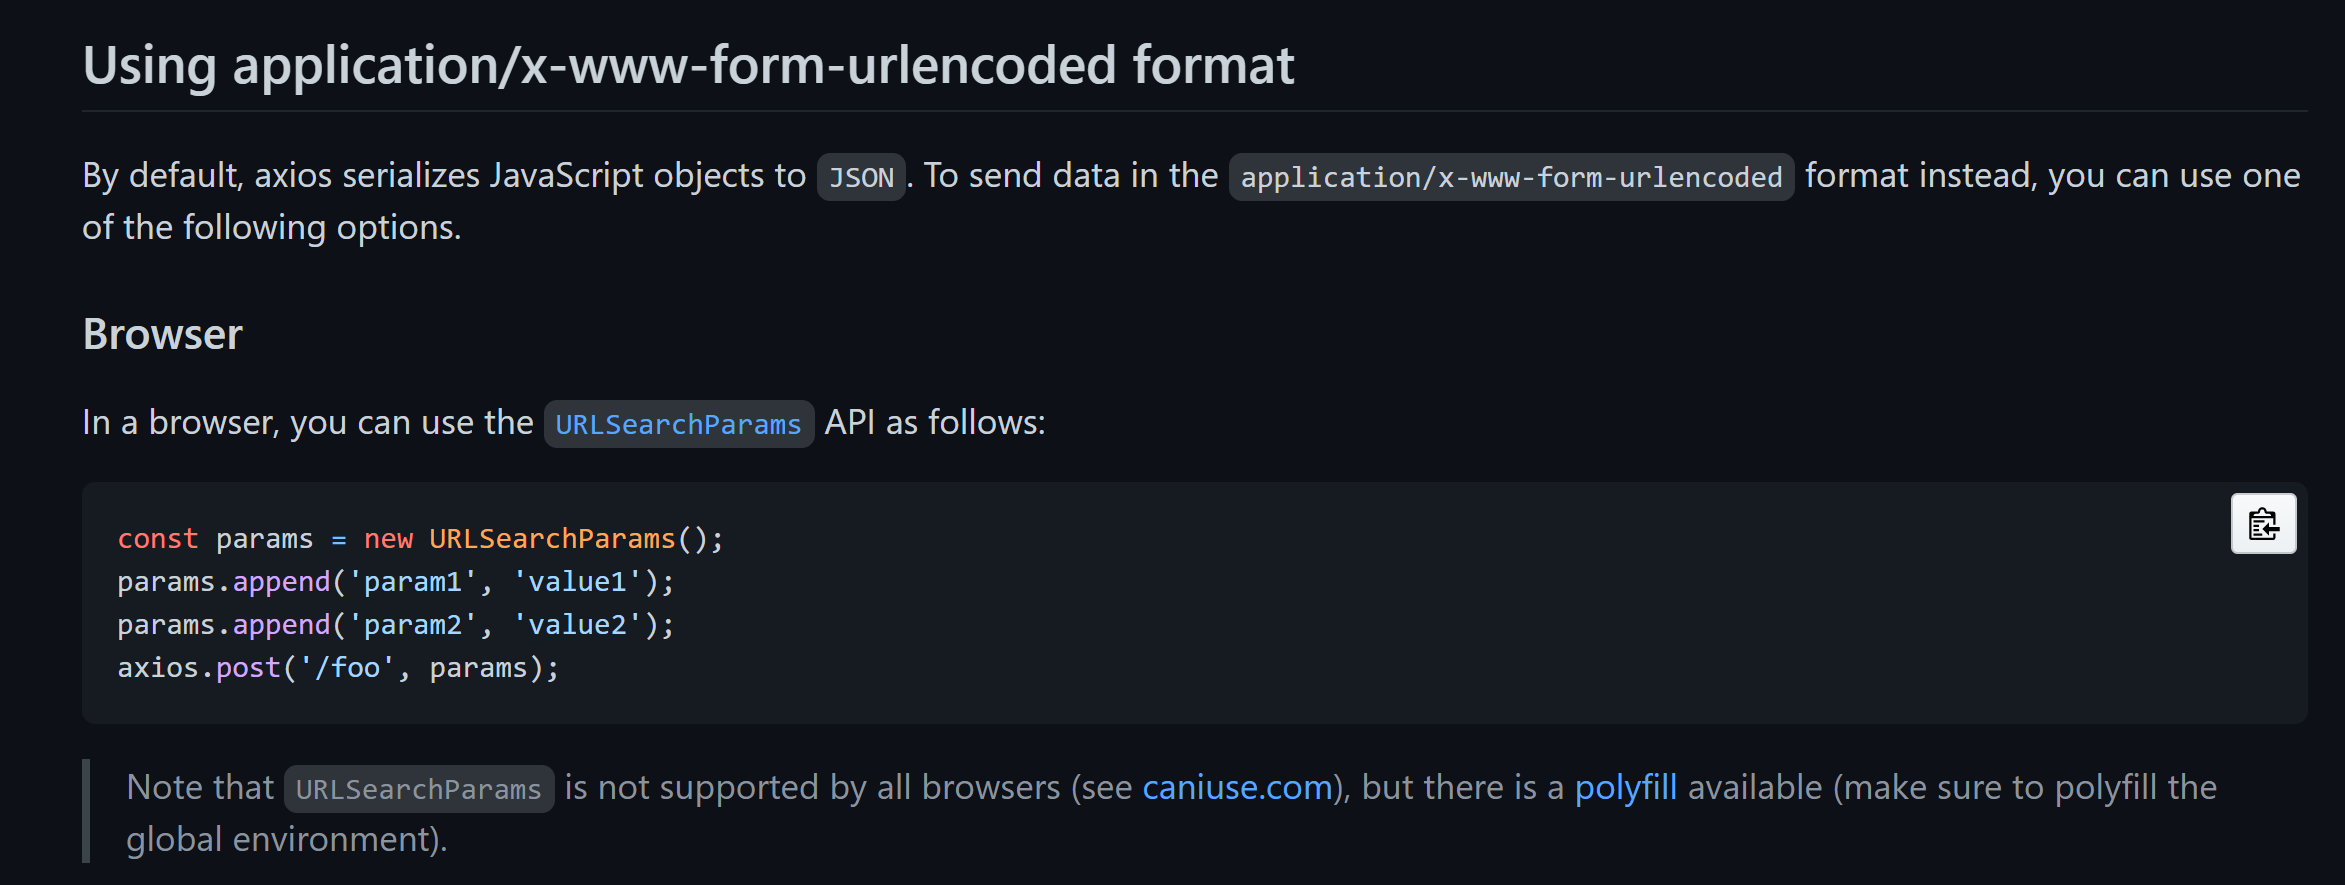 Using application/x-www-form-urlencoded format
By default, axios serializes JavaScript objects to JSON. To send data in the application/x-www-form-urlencoded format instead, you can use one
of the following options.
Browser
In a browser, you can use the URLSearchParams API as follows:
const params = new URLSearchParams();
params.append('param1', 'value1');
params.append('param2', 'value2');
axios.post('/foo', params);
Note that URLSearchParams is not supported by all browsers (see caniuse.com), but there is a polyfill available (make sure to polyfill the
global environment).